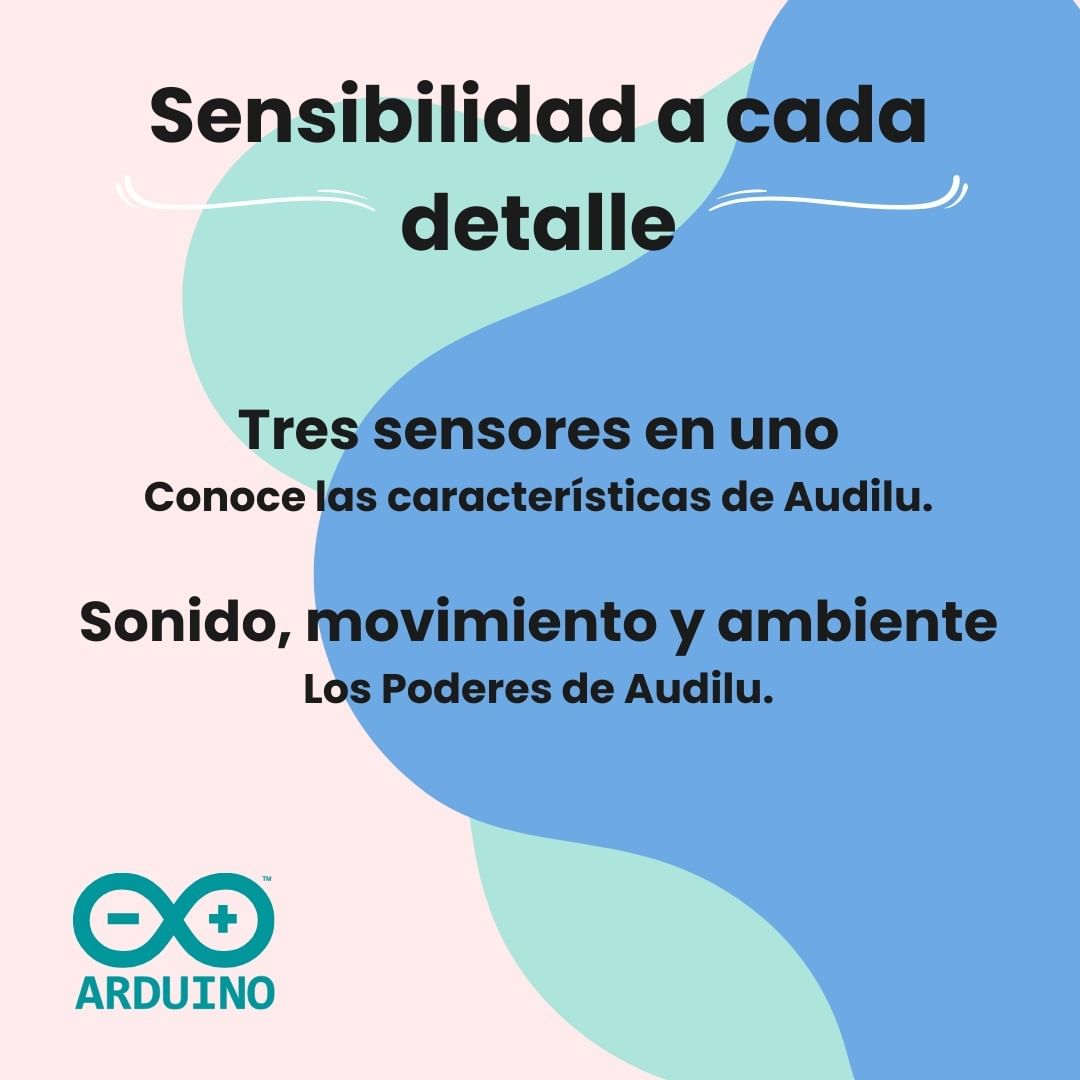 Sensibilidad a cada
detalle
Tres sensores en uno
Conoce las características de Audilu.
Sonido, movimiento y ambiente
Los Poderes de Audilu.
TM
ARDUINO